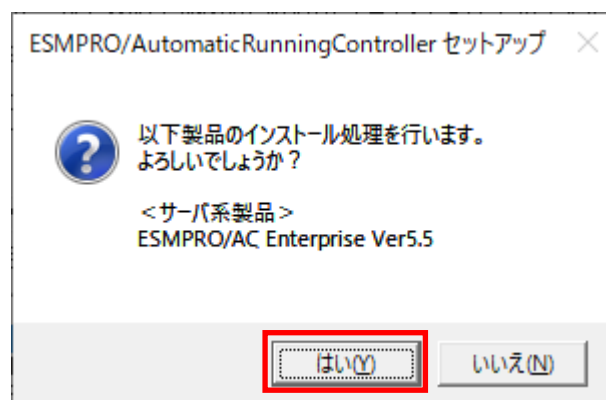 ESMPRO/AutomaticRunningController セットアップ
以下製品のインストール処理を行います。
よろしいでしょうか？
＜サーバ系製品＞
ESMPRO/AC Enterprise Ver5.5
はい(Y)
いいえ(N)